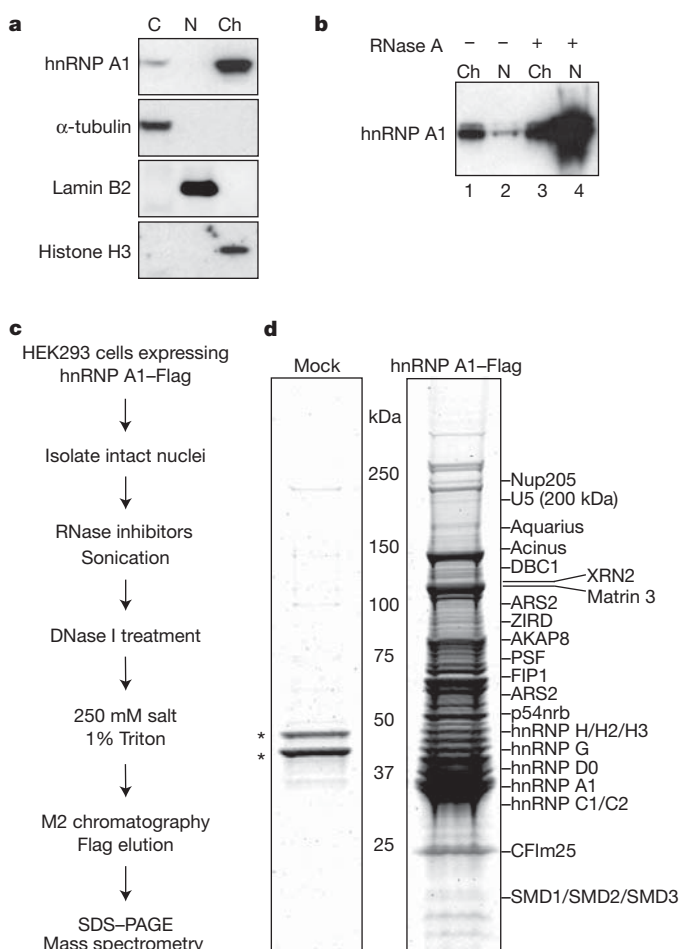 a
C N Ch
hnRNP A1
α-tubulin
Lamin B2
Histone H3
b
RNase A – – + +
Ch N Ch N
hnRNP A1
1 2 3 4
c
HEK293 cells expressing
hnRNP A1–Flag
Isolate intact nuclei
RNase inhibitors
Sonication
DNase I treatment
250 mM salt
1% Triton
M2 chromatography
Flag elution
SDS–PAGE
Mass spectrometry
d
Mock
hnRNP A1–Flag
kDa
250
150
100
75
50
37
25
*
*
Nup205
U5 (200 kDa)
Aquarius
Acinus
DBC1
XRN2
Matrin 3
ARS2
ZIRD
AKAP8
PSF
FIP1
ARS2
p54nrb
hnRNP H/H2/H3
hnRNP G
hnRNP D0
hnRNP A1
hnRNP C1/C2
CFIm25
SMD1/SMD2/SMD3